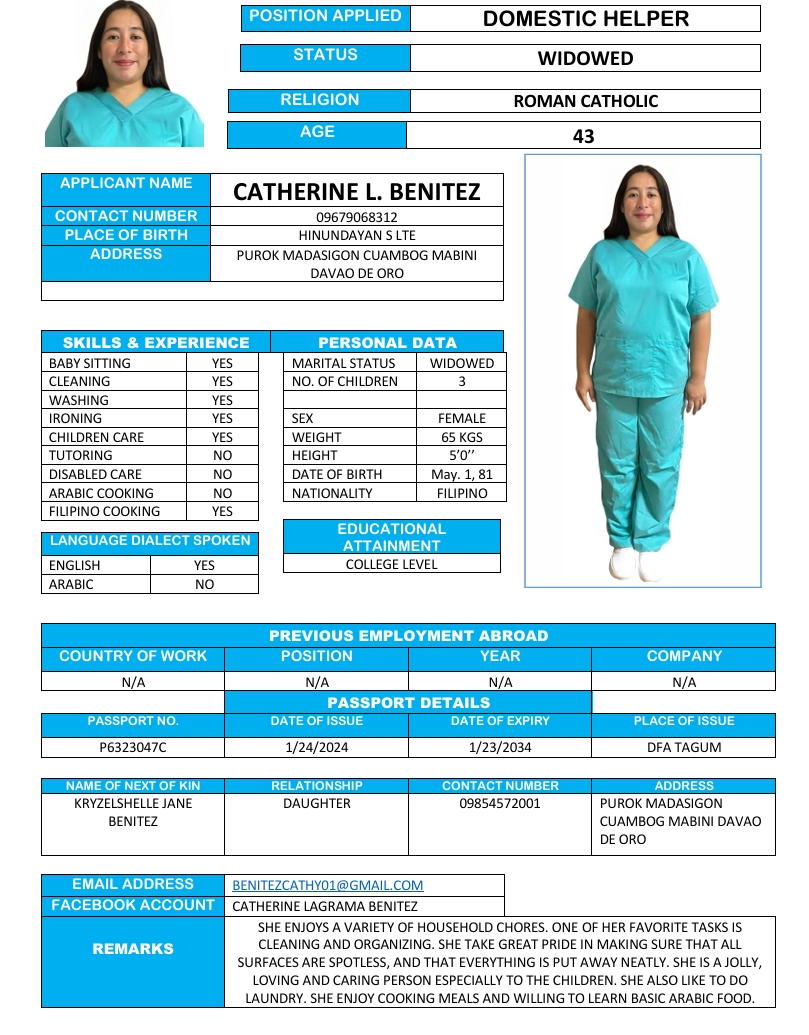 POSITION APPLIED DOMESTIC HELPER
STATUS WIDOWED
RELIGION ROMAN CATHOLIC
AGE 43
APPLICANT NAME CATHERINE L. BENITEZ
CONTACT NUMBER 09679068312
PLACE OF BIRTH HINUNDAYAN S LTE
ADDRESS PUROK MADASIGON CUAMBOG MABINI
DAVAO DE ORO
SKILLS & EXPERIENCE PERSONAL DATA
BABY SITTING YES MARITAL STATUS WIDOWED
CLEANING YES NO. OF CHILDREN 3
WASHING YES
IRONING YES SEX FEMALE
CHILDREN CARE YES WEIGHT 65 KGS
TUTORING NO HEIGHT 5'0''
DISABLED CARE NO DATE OF BIRTH May. 1, 81
ARABIC COOKING NO NATIONALITY FILIPINO
FILIPINO COOKING YES
LANGUAGE DIALECT SPOKEN
ENGLISH YES
ARABIC NO
EDUCATIONAL
ATTAINMENT
COLLEGE LEVEL
PREVIOUS EMPLOYMENT ABROAD
COUNTRY OF WORK POSITION YEAR COMPANY
N/A N/A N/A N/A
PASSPORT DETAILS
PASSPORT NO. DATE OF ISSUE DATE OF EXPIRY PLACE OF ISSUE
P6323047C 1/24/2024 1/23/2034 DFA TAGUM
NAME OF NEXT OF KIN RELATIONSHIP CONTACT NUMBER ADDRESS
KRYZELSHELLE JANE DAUGHTER 09854572001 PUROK MADASIGON
BENITEZ CUAMBOG MABINI DAVAO
DE ORO
EMAIL ADDRESS BENITEZCATHY01@GMAIL.COM
FACEBOOK ACCOUNT CATHERINE LAGRAMA BENITEZ
REMARKS
SHE ENJOYS A VARIETY OF HOUSEHOLD CHORES. ONE OF HER FAVORITE TASKS IS
CLEANING AND ORGANIZING. SHE TAKE GREAT PRIDE IN MAKING SURE THAT ALL
SURFACES ARE SPOTLESS, AND THAT EVERYTHING IS PUT AWAY NEATLY. SHE IS A JOLLY,
LOVING AND CARING PERSON ESPECIALLY TO THE CHILDREN. SHE ALSO LIKE TO DO
LAUNDRY. SHE ENJOY COOKING MEALS AND WILLING TO LEARN BASIC ARABIC FOOD.